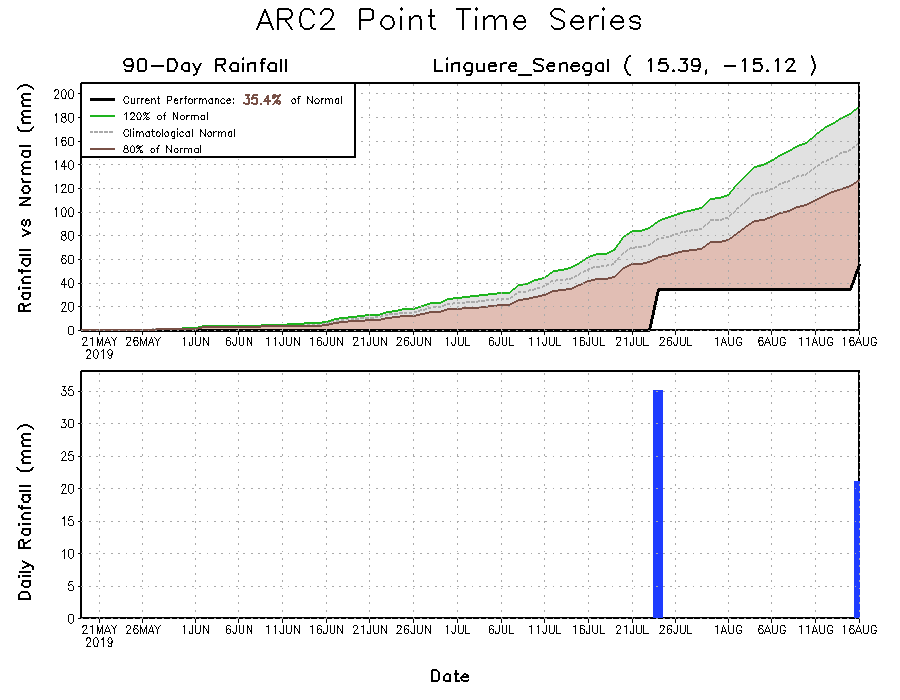 ARC2 Point Time Series
90-Day Rainfall
Linguere_Senegal ( 15.39, -15.12 )
Rainfall vs Normal (mm)
Current Performance: 35.4% of Normal
120% of Normal
Climatological Normal
80% of Normal
200
180
160
140
120
100
80
60
40
20
0
21MAY 26MAY 1JUN 6JUN 11JUN 16JUN 21JUN 26JUN 1JUL 6JUL 11JUL 16JUL 21JUL 26JUL 1AUG 6AUG 11AUG 16AUG
2019
Daily Rainfall (mm)
35
30
25
20
15
10
5
0
21MAY 26MAY 1JUN 6JUN 11JUN 16JUN 21JUN 26JUN 1JUL 6JUL 11JUL 16JUL 21JUL 26JUL 1AUG 6AUG 11AUG 16AUG
2019
Date